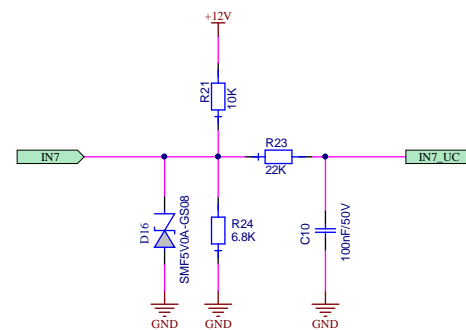 +12V
R21
10K
R23
22K
IN7
IN7_UC
D16
SMF5V0A-GS08
R24
6.8K
C10
100nF/50V
GND
GND
GND